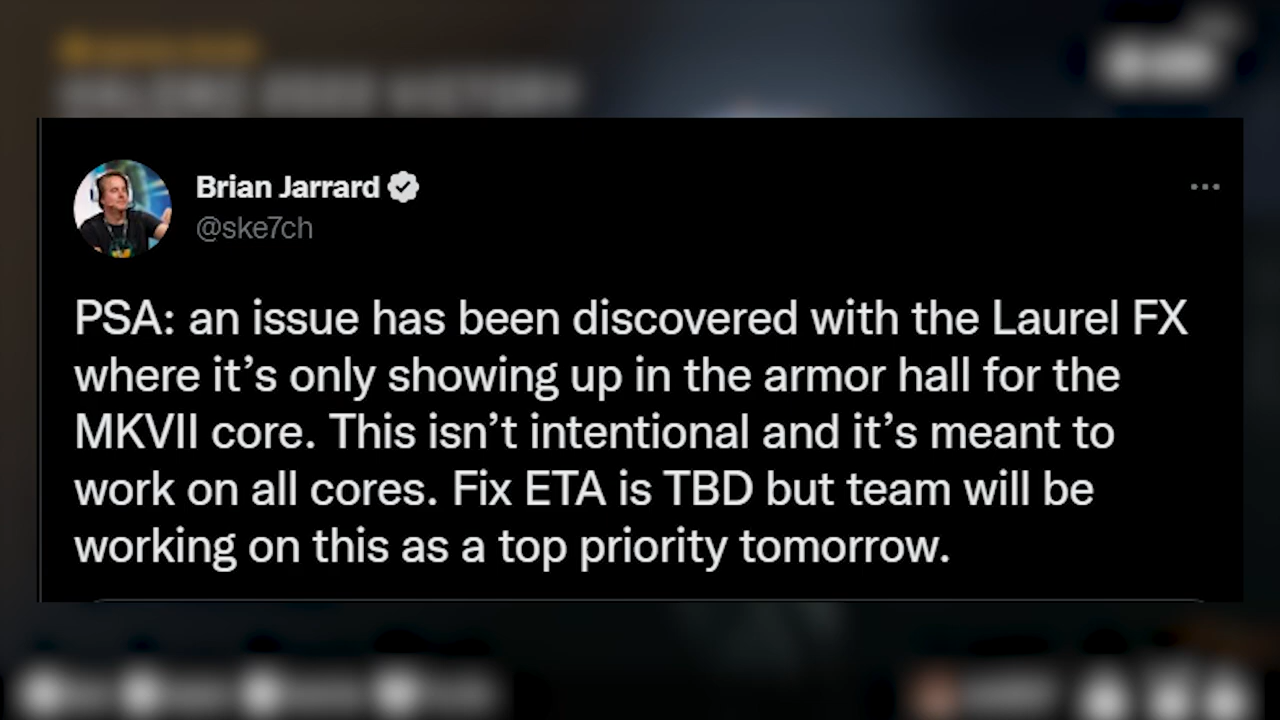 Brian Jarrard
@ske7ch
PSA: an issue has been discovered with the Laurel FX
where it’s only showing up in the armor hall for the
MKVII core. This isn’t intentional and it’s meant to
work on all cores. Fix ETA is TBD but team will be
working on this as a top priority tomorrow.